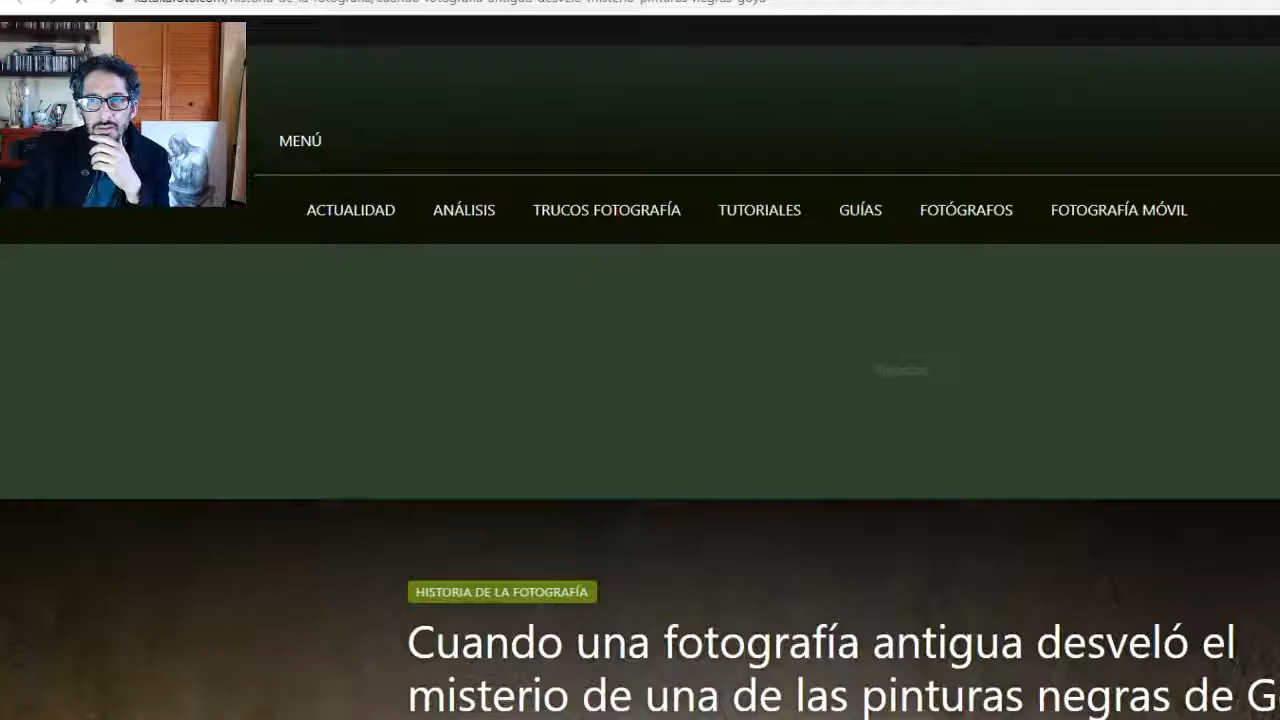 MENÚ
ACTUALIDAD ANÁLISIS TRUCOS FOTOGRAFÍA TUTORIALES GUÍAS FOTÓGRAFOS FOTOGRAFÍA MÓVIL
HISTORIA DE LA FOTOGRAFÍA
Cuando una fotografía antigua desveló el
misterio de una de las pinturas negras de G